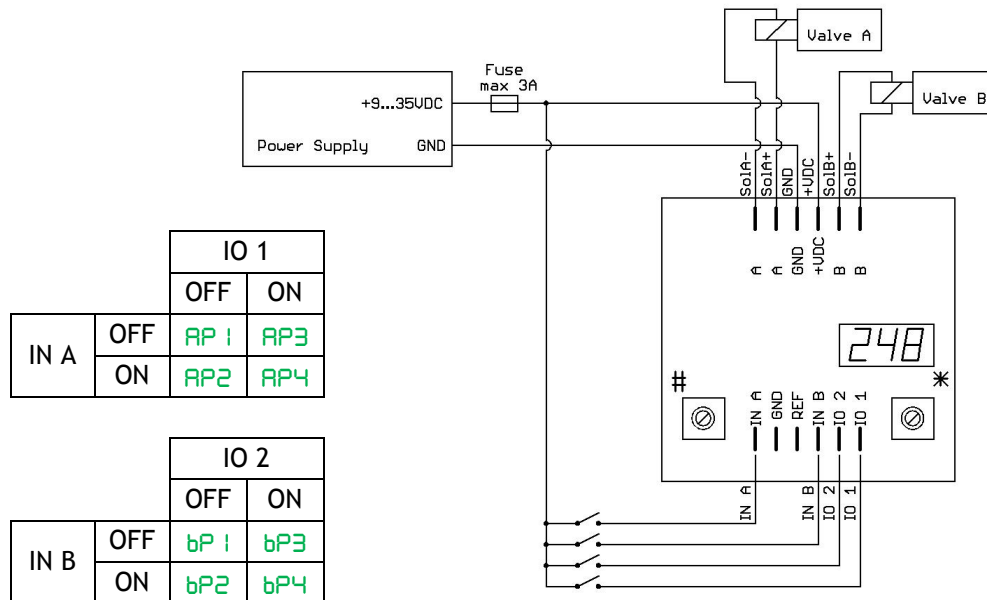 Valve A
Valve B
Fuse
max 3A
+9...35VDC
Power Supply GND
SolA-
SolA+
GND
+VDC
SolB+
SolB-
A
A
GND
+VDC
B
B
248
#
*
IN A
GND
REF
IN B
IO 2
IO 1
IN A
IN B
IO 2
IO 1
IO 1
OFF ON
IN A OFF AP1 AP3
ON AP2 AP4
IO 2
OFF ON
IN B OFF bP1 bP3
ON bP2 bP4